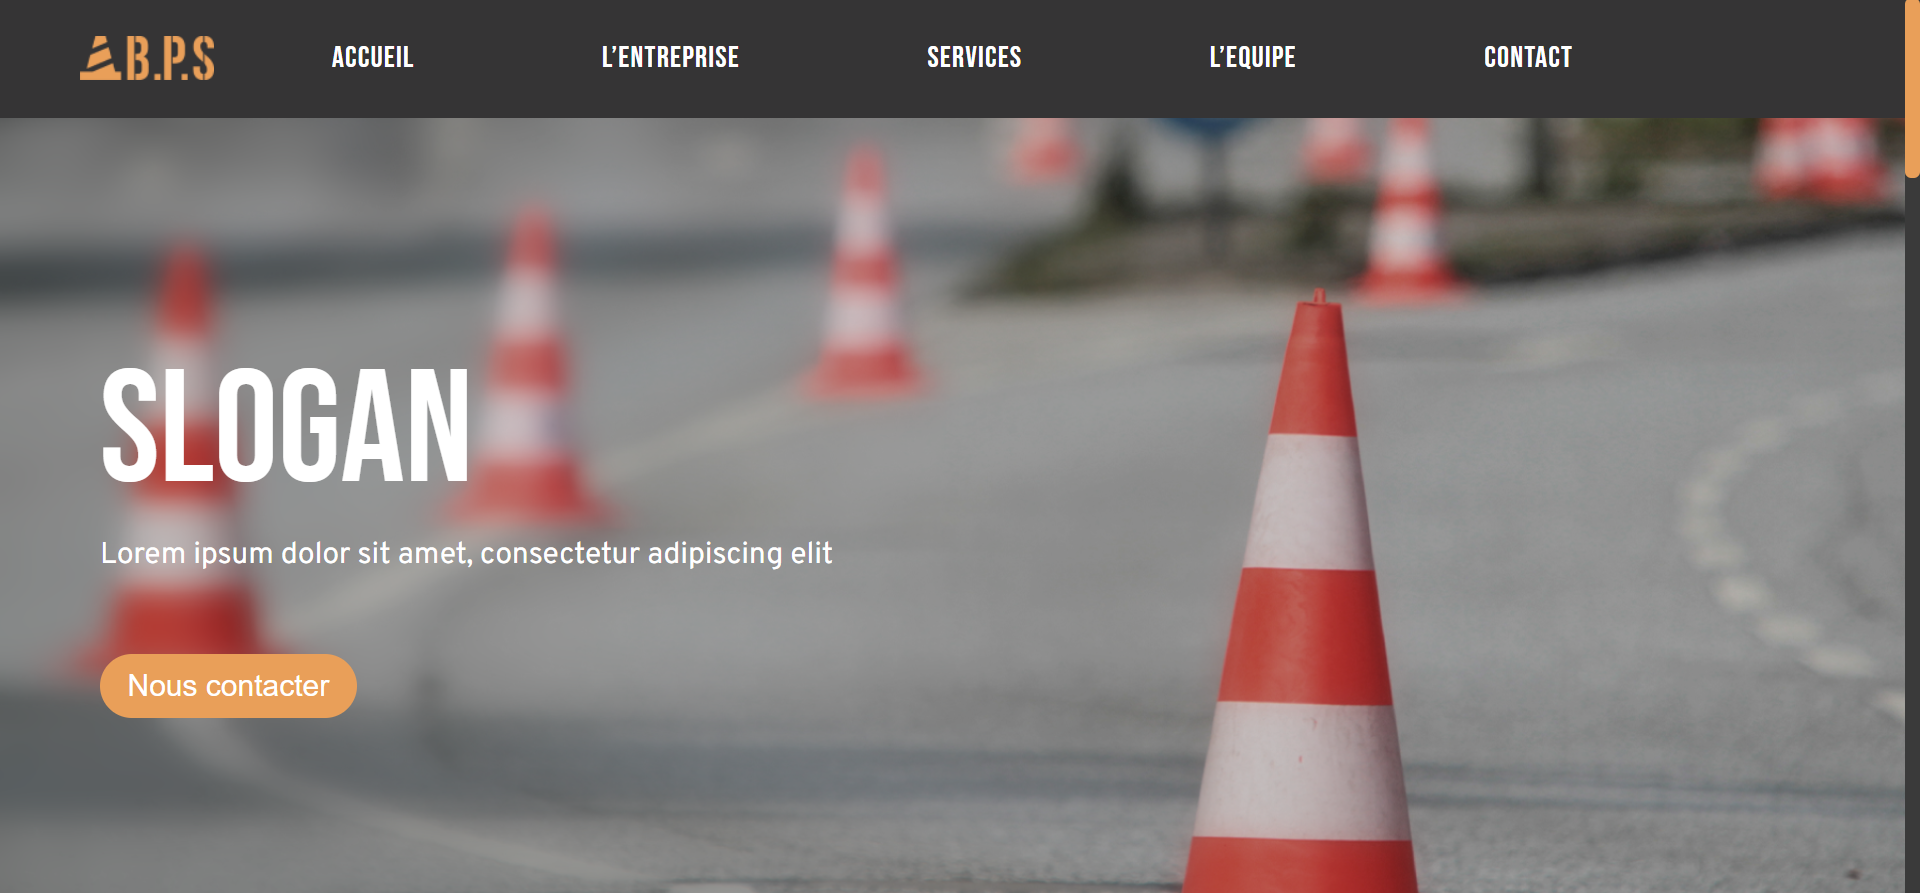 B.P.S
ACCUEIL
L’ENTREPRISE
SERVICES
L’EQUIPE
CONTACT
SLOGAN
Lorem ipsum dolor sit amet, consectetur adipiscing elit
Nous contacter